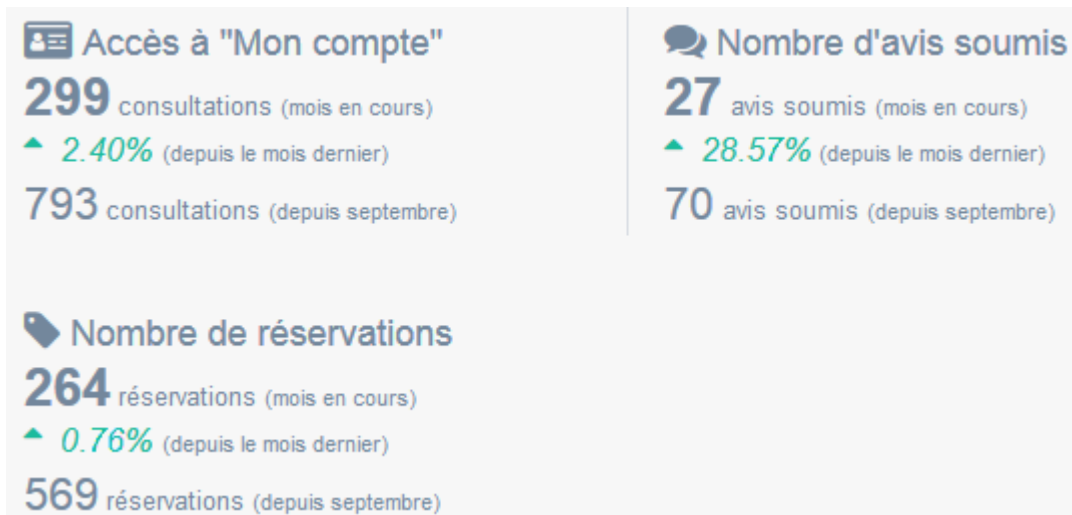 Accès à "Mon compte"
299 consultations (mois en cours)
2.40% (depuis le mois dernier)
793 consultations (depuis septembre)
Nombre d'avis soumis
27 avis soumis (mois en cours)
28.57% (depuis le mois dernier)
70 avis soumis (depuis septembre)
Nombre de réservations
264 réservations (mois en cours)
0.76% (depuis le mois dernier)
569 réservations (depuis septembre)